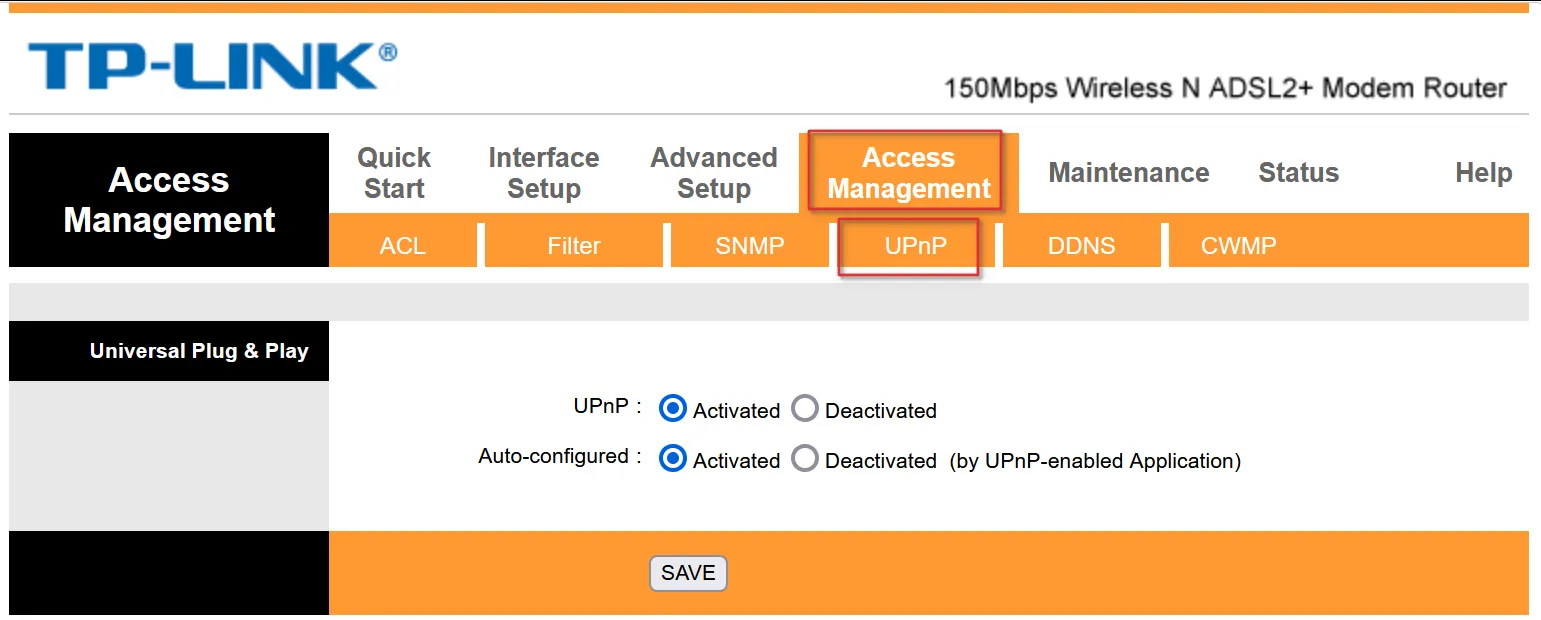 TP-LINK®
150Mbps Wireless N ADSL2+ Modem Router
Access
Management
Quick
Start
Interface
Setup
Advanced
Setup
Access
Management
Maintenance
Status
Help
ACL
Filter
SNMP
UPnP
DDNS
CWMP
Universal Plug & Play
UPnP : Activated Deactivated
Auto-configured : Activated Deactivated (by UPnP-enabled Application)
SAVE